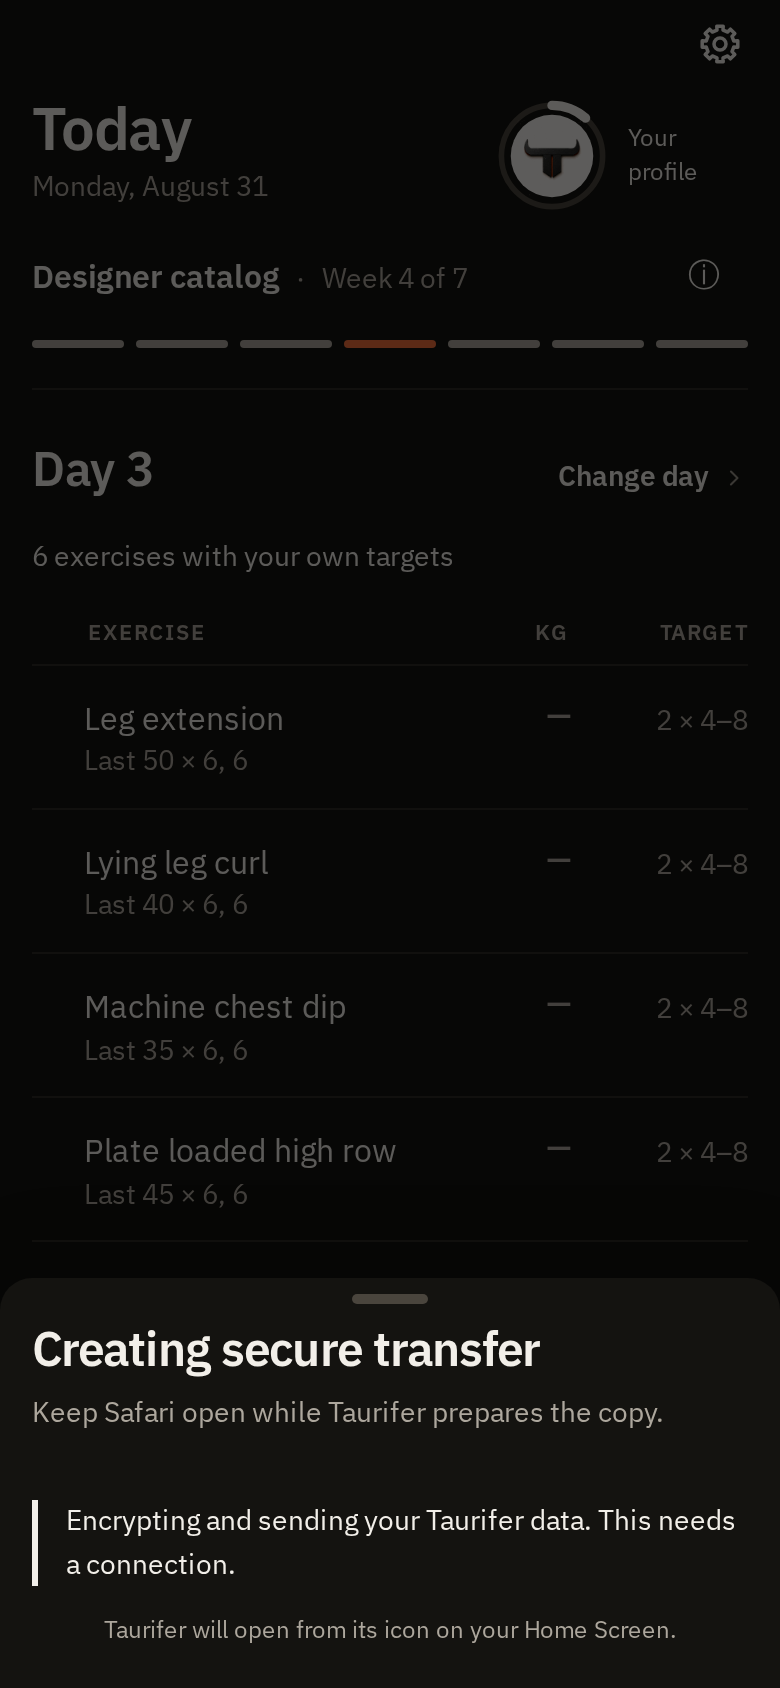 Today
Monday, August 31
Your
profile
Designer catalog · Week 4 of 7
Day 3
Change day
6 exercises with your own targets
EXERCISE KG TARGET
Leg extension — 2 × 4–8
Last 50 × 6, 6
Lying leg curl — 2 × 4–8
Last 40 × 6, 6
Machine chest dip — 2 × 4–8
Last 35 × 6, 6
Plate loaded high row — 2 × 4–8
Last 45 × 6, 6
Creating secure transfer
Keep Safari open while Taurifer prepares the copy.
Encrypting and sending your Taurifer data. This needs
a connection.
Taurifer will open from its icon on your Home Screen.